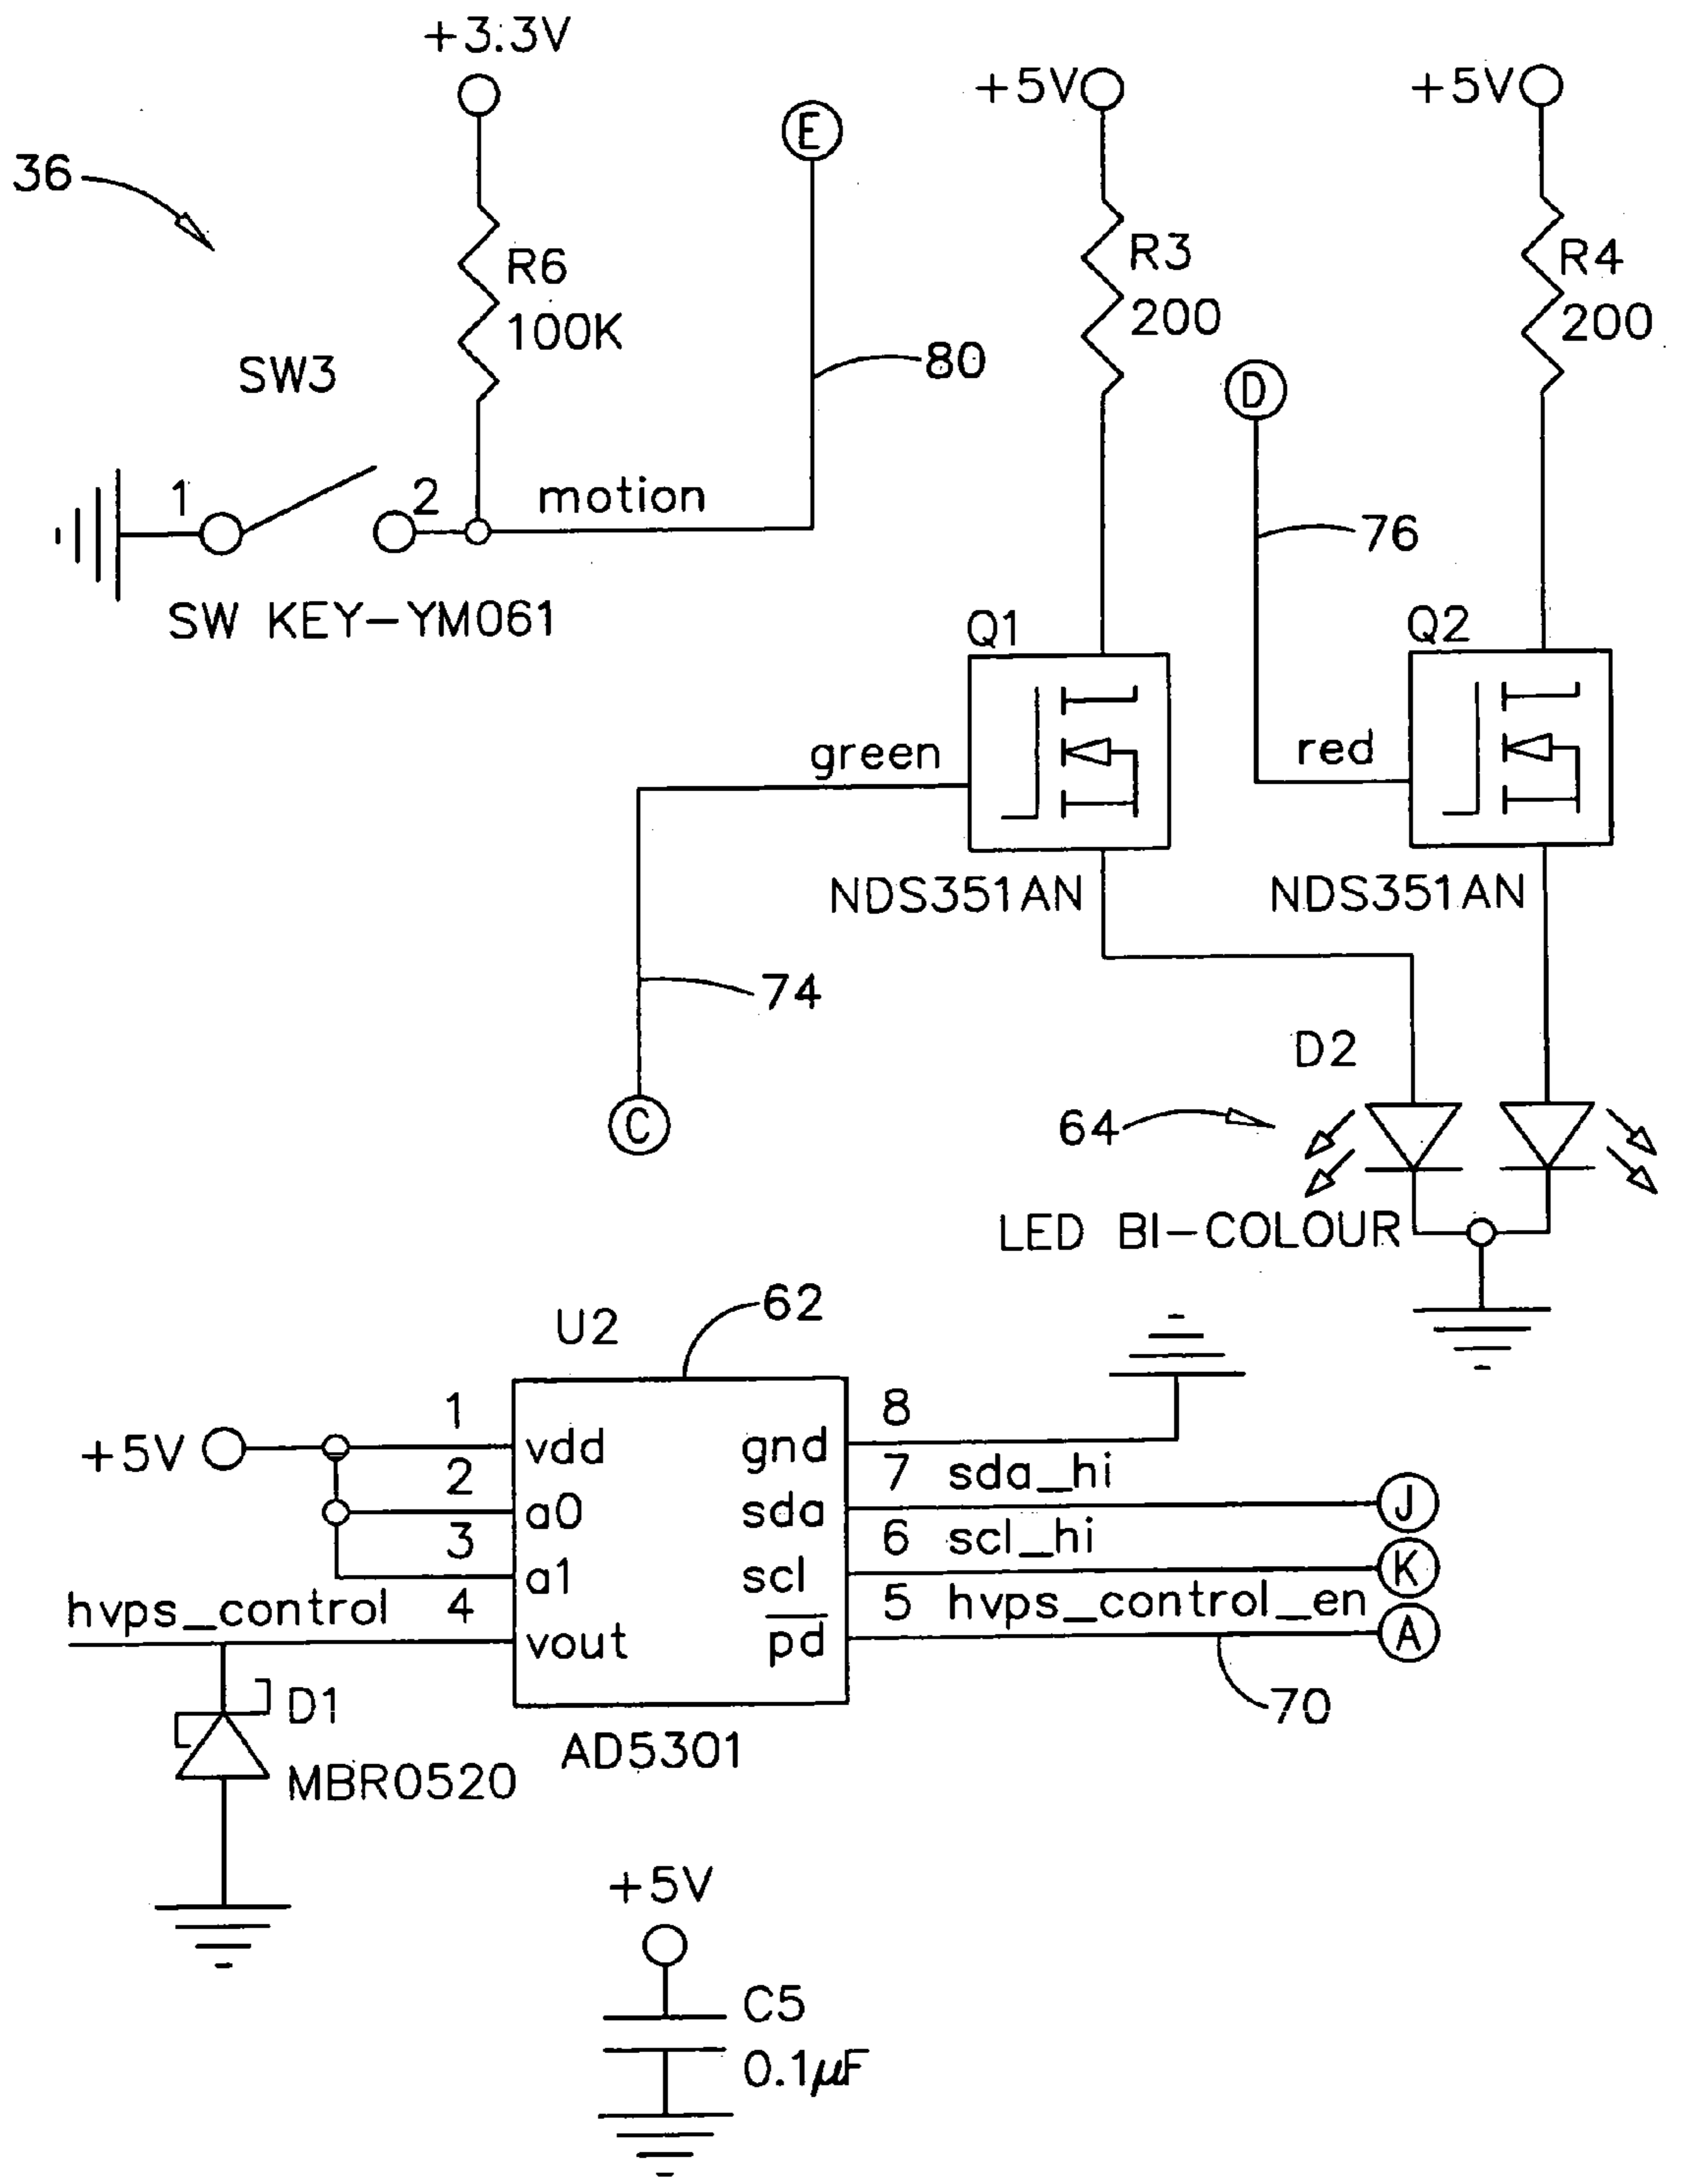 +3.3V
E
+5V
+5V
36
R6
100K
R3
200
R4
200
SW3
80
D
1
2
motion
76
SW KEY-YM061
Q1
Q2
green
red
NDS351AN
NDS351AN
74
C
D2
64
LED BI-COLOUR
U2
62
+5V
1
vdd
gnd
8
2
a0
sda
7
sda_hi
J
3
a1
scl
6
scl_hi
K
hvps_control
4
vout
pd
5
hvps_control_en
A
70
D1
MBR0520
AD5301
+5V
C5
0.1µF